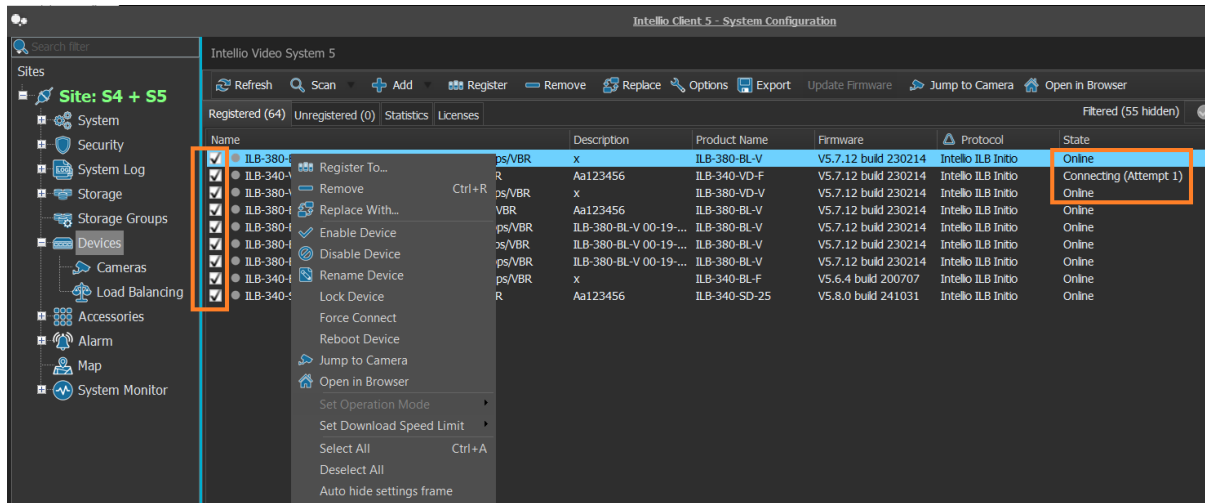 Intellio Client 5 - System Configuration
Search filter
Sites
Site: S4 + S5
System
Security
System Log
Storage
Storage Groups
Devices
Cameras
Load Balancing
Accessories
Alarm
Map
System Monitor
Intellio Video System 5
Refresh Scan Add Register Remove Replace Options Export Update Firmware Jump to Camera Open in Browser
Registered (64) Unregistered (0) Statistics Licenses Filtered (55 hidden)
Name Description Product Name Firmware Protocol State
ILB-380- ps/VBR x ILB-380-BL-V V5.7.12 build 230214 Intellio ILB Initio Online
ILB-340- R Aa123456 ILB-340-VD-F V5.7.12 build 230214 Intellio ILB Initio Connecting (Attempt 1)
ILB-380- ps/VBR x ILB-380-VD-V V5.7.12 build 230214 Intellio ILB Initio Online
ILB-380- VBR Aa123456 ILB-380-BL-V V5.7.12 build 230214 Intellio ILB Initio Online
ILB-380- ps/VBR ILB-380-BL-V 00-19-... ILB-380-BL-V V5.7.12 build 230214 Intellio ILB Initio Online
ILB-380- ps/VBR ILB-380-BL-V 00-19-... ILB-380-BL-V V5.7.12 build 230214 Intellio ILB Initio Online
ILB-380- ps/VBR ILB-380-BL-V 00-19-... ILB-380-BL-V V5.7.12 build 230214 Intellio ILB Initio Online
ILB-340- ps/VBR x ILB-340-BL-F V5.6.4 build 200707 Intellio ILB Initio Online
ILB-340-S R Aa123456 ILB-340-SD-25 V5.8.0 build 241031 Intellio ILB Initio Online
Register To...
Remove Ctrl+R
Replace With...
Enable Device
Disable Device
Rename Device
Lock Device
Force Connect
Reboot Device
Jump to Camera
Open in Browser
Set Operation Mode
Set Download Speed Limit
Select All Ctrl+A
Deselect All
Auto hide settings frame